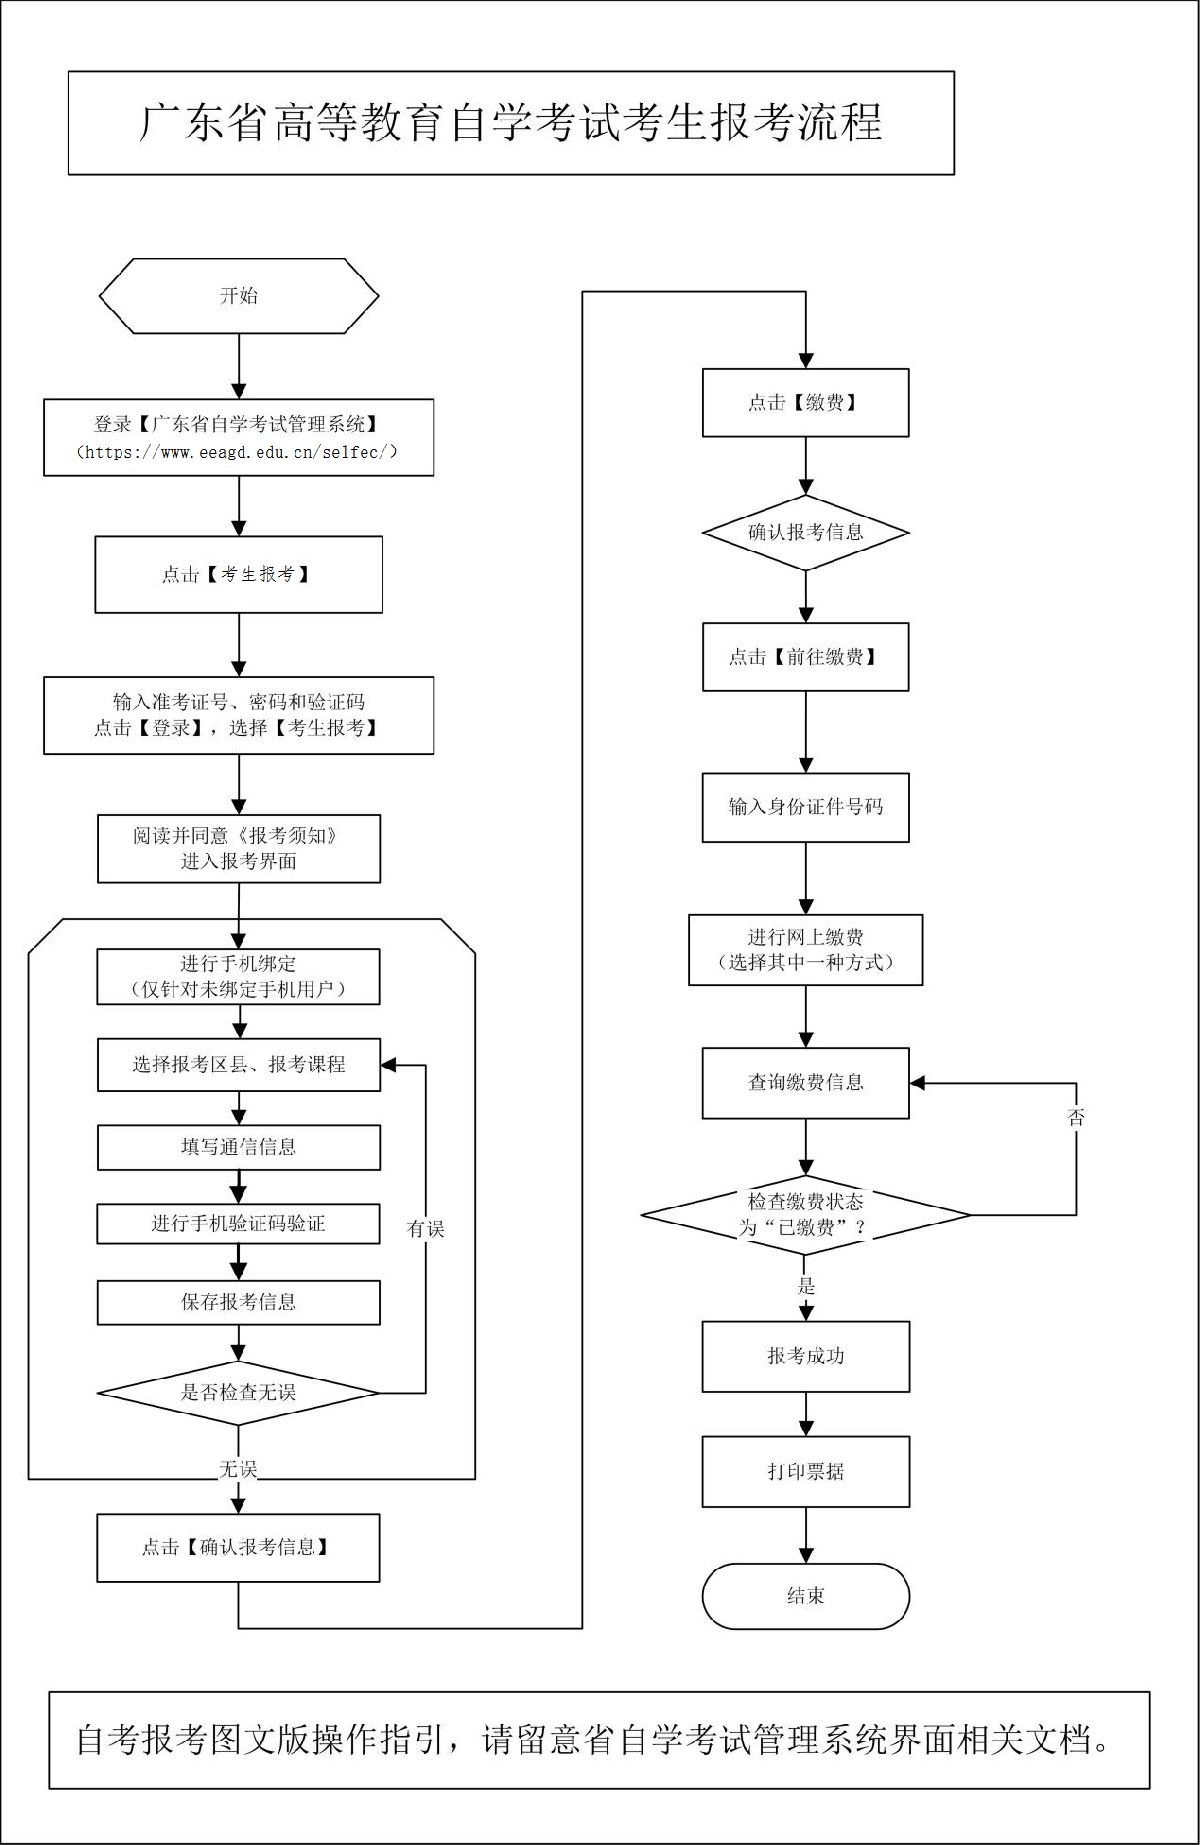 广东省高等教育自学考试考生报考流程
开始
登录【广东省自学考试管理系统】
（https://www.eeagd.edu.cn/selfec/）
点击【考生报考】
输入准考证号、密码和验证码
点击【登录】，选择【考生报考】
阅读并同意《报考须知》
进入报考界面
进行手机绑定
（仅针对未绑定手机用户）
选择报考区县、报考课程
填写通信信息
进行手机验证码验证
有误
保存报考信息
是否检查无误
无误
点击【确认报考信息】
点击【缴费】
确认报考信息
点击【前往缴费】
输入身份证件号码
进行网上缴费
（选择其中一种方式）
查询缴费信息
否
检查缴费状态
为“已缴费”？
是
报考成功
打印票据
结束
自考报考图文版操作指引，请留意省自学考试管理系统界面相关文档。